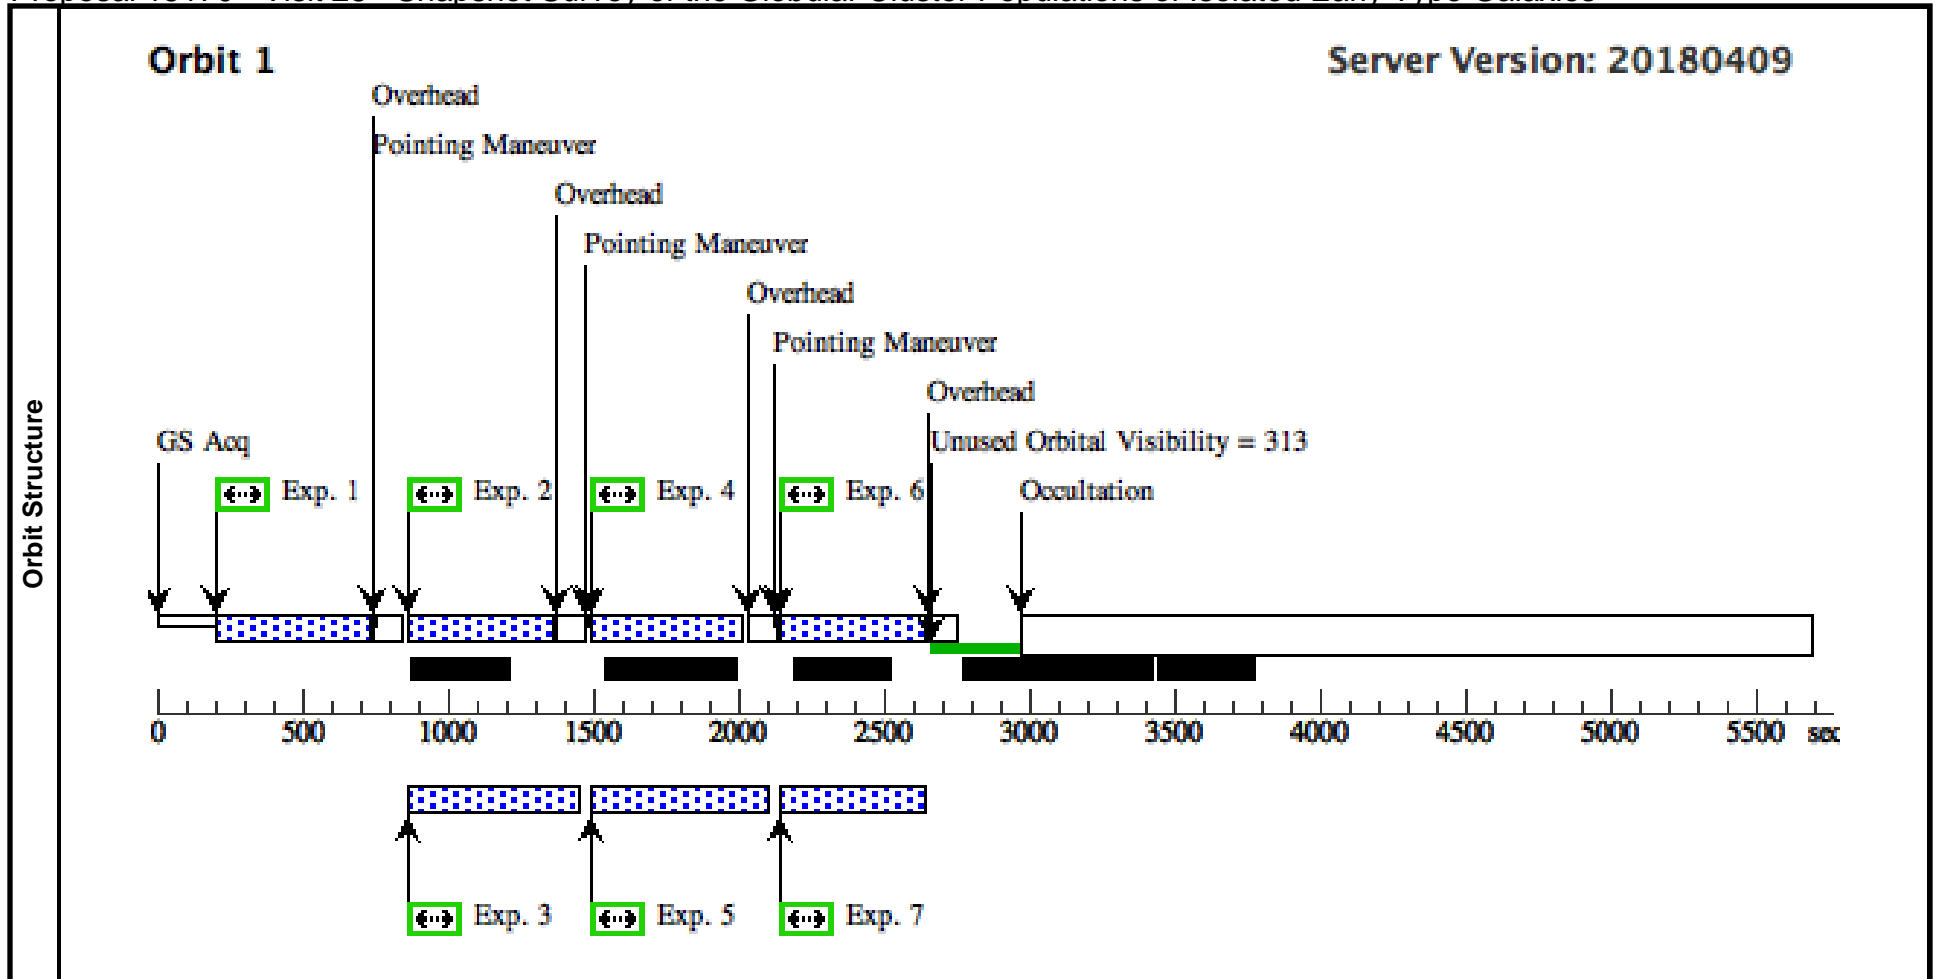 Orbit 1
Server Version: 20180409
Overhead
Pointing Maneuver
Overhead
Pointing Maneuver
Overhead
Pointing Maneuver
Overhead
GS Acq
Unused Orbital Visibility = 313
Exp. 1
Exp. 2
Exp. 4
Exp. 6
Occultation
Orbit Structure
0 500 1000 1500 2000 2500 3000 3500 4000 4500 5000 5500 sec
Exp. 3
Exp. 5
Exp. 7